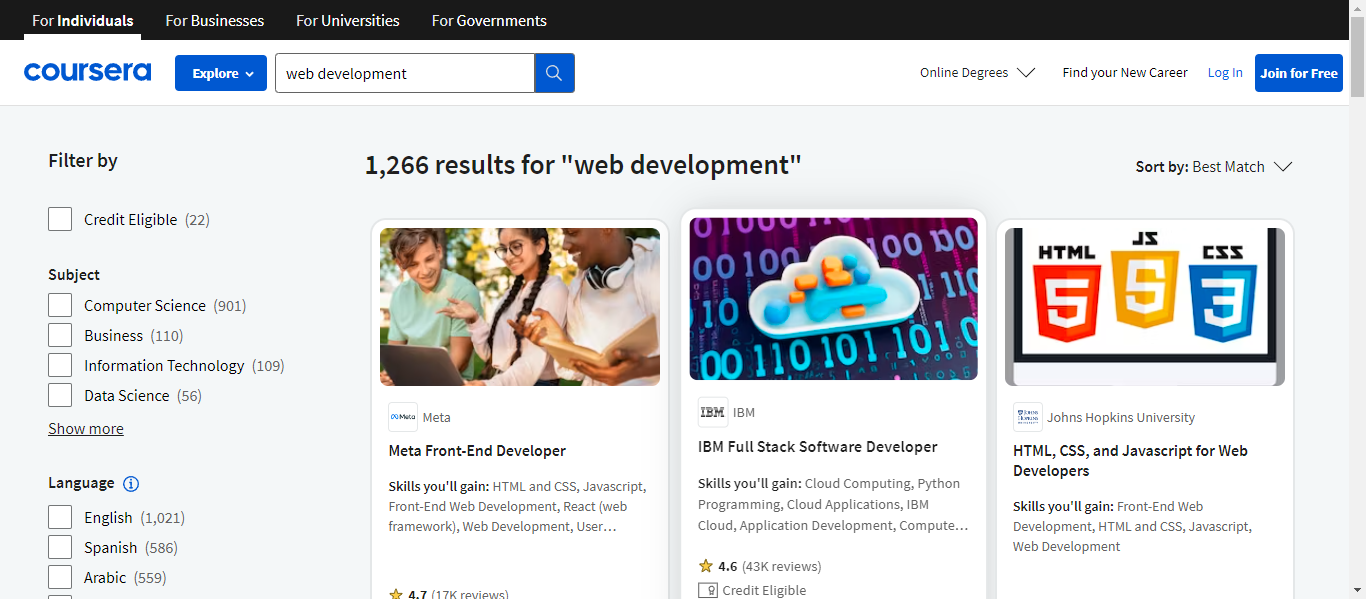 For Individuals
For Businesses
For Universities
For Governments
coursera
Explore
web development
Online Degrees
Find your New Career
Log In
Join for Free
Filter by
1,266 results for "web development"
Sort by: Best Match
Credit Eligible (22)
Subject
Computer Science (901)
Business (110)
Information Technology (109)
Data Science (56)
Show more
Language
English (1,021)
Spanish (586)
Arabic (559)
Meta
Meta
Meta Front-End Developer
Skills you'll gain: HTML and CSS, Javascript,
Front-End Web Development, React (web
framework), Web Development, User…
4.7 (17K reviews)
IBM
IBM
IBM Full Stack Software Developer
Skills you'll gain: Cloud Computing, Python
Programming, Cloud Applications, IBM
Cloud, Application Development, Compute…
4.6 (43K reviews)
Credit Eligible
HTML
JS
CSS
5
5
3
Johns Hopkins University
HTML, CSS, and Javascript for Web
Developers
Skills you'll gain: Front-End Web
Development, HTML and CSS, Javascript,
Web Development